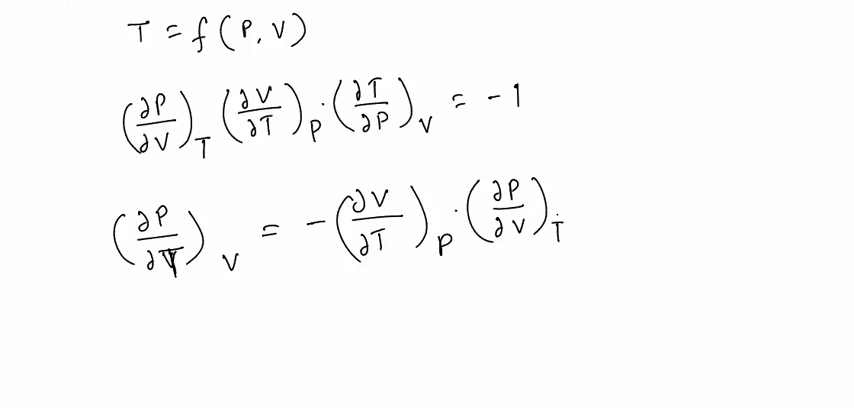 T = f(P, V)
(∂P/∂V)_T (∂V/∂T)_P · (∂T/∂P)_V = -1
(∂P/∂T)_V = -(∂V/∂T)_P · (∂P/∂V)_T